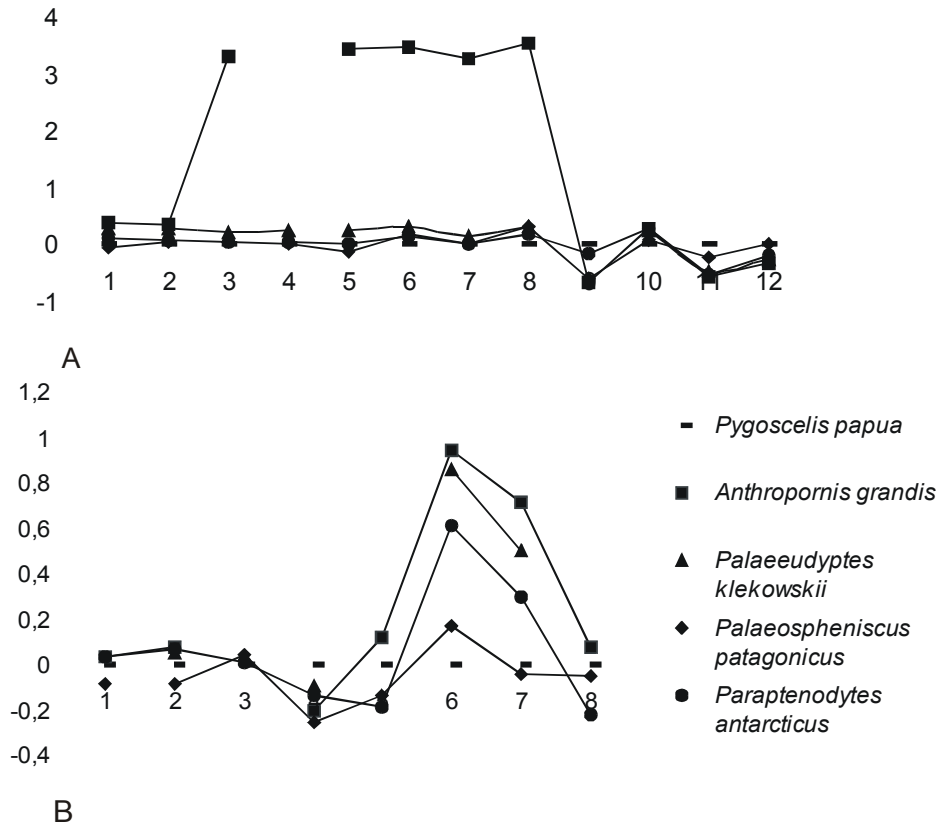 4
3
2
1
0
-1
1 2 3 4 5 6 7 8 9 10 11 12
A
1,2
1
0,8
0,6
0,4
0,2
0
-0,2
-0,4
1 2 3 6 7 8
B
Pygoscelis papua
Anthropornis grandis
Palaeeudyptes
klekowskii
Palaeospheniscus
patagonicus
Paraptenodytes
antarcticus